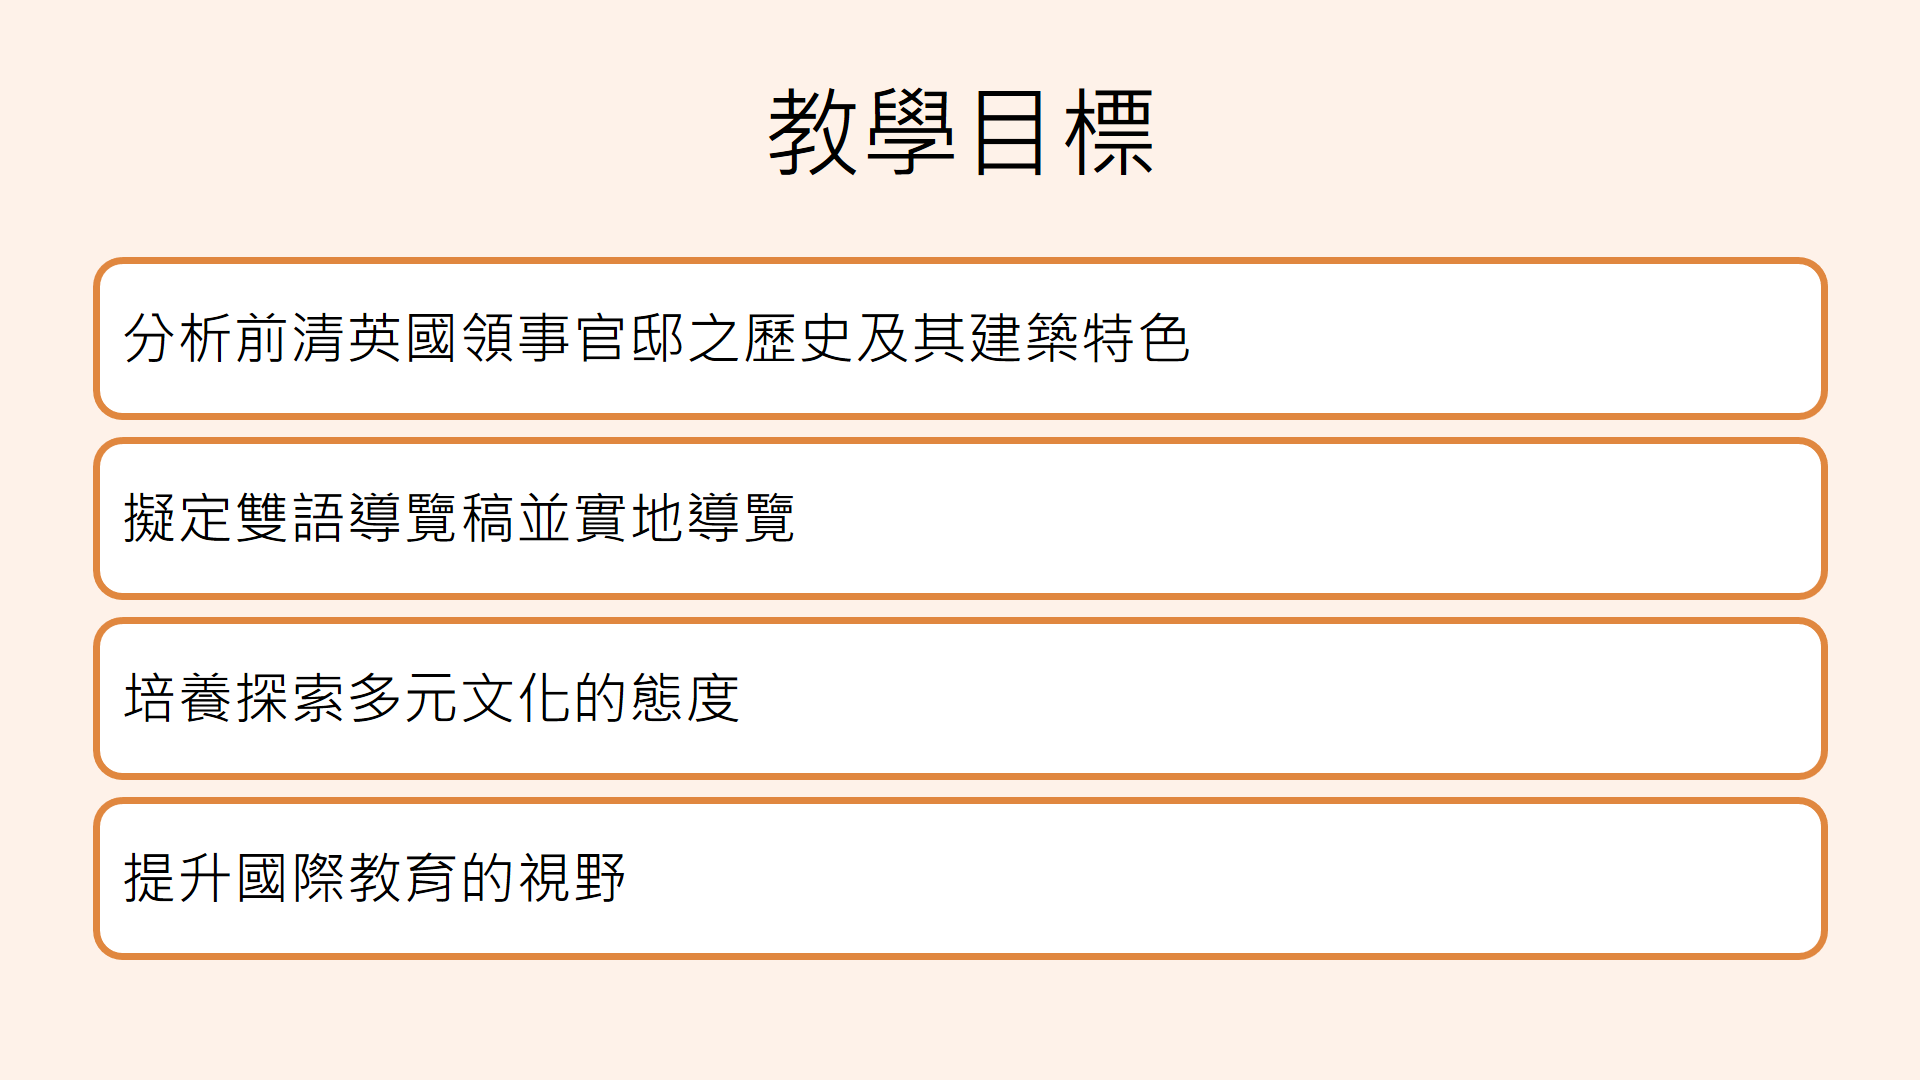 教學目標
分析前清英國領事官邸之歷史及其建築特色
擬定雙語導覽稿並實地導覽
培養探索多元文化的態度
提升國際教育的視野